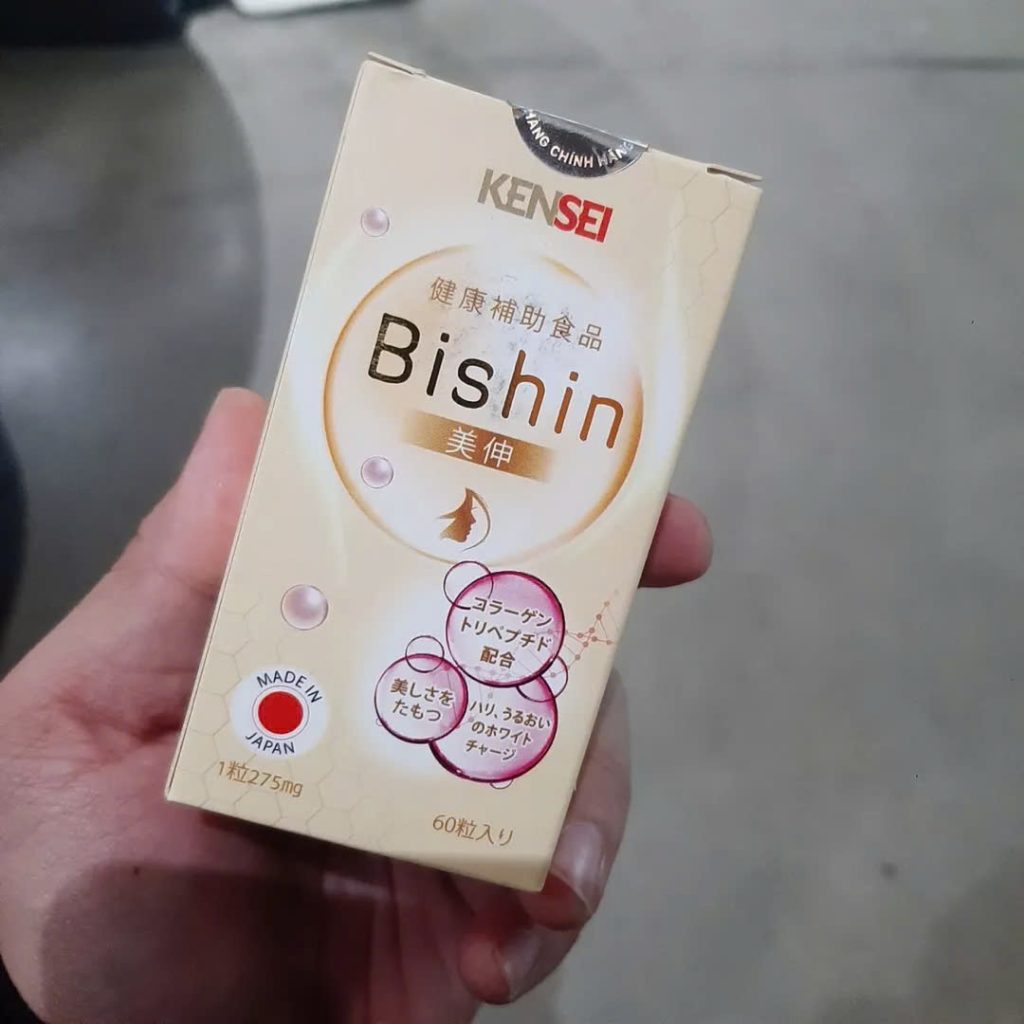 HÀNG CHÍNH HÃNG
KENSEI
健康補助食品
Bishin
美伸
コラーゲン
トリペプチド
配合
美しさを
たもつ
ハリ、うるおい
のホワイト
チャージ
MADE IN
JAPAN
1粒275mg
60粒入り